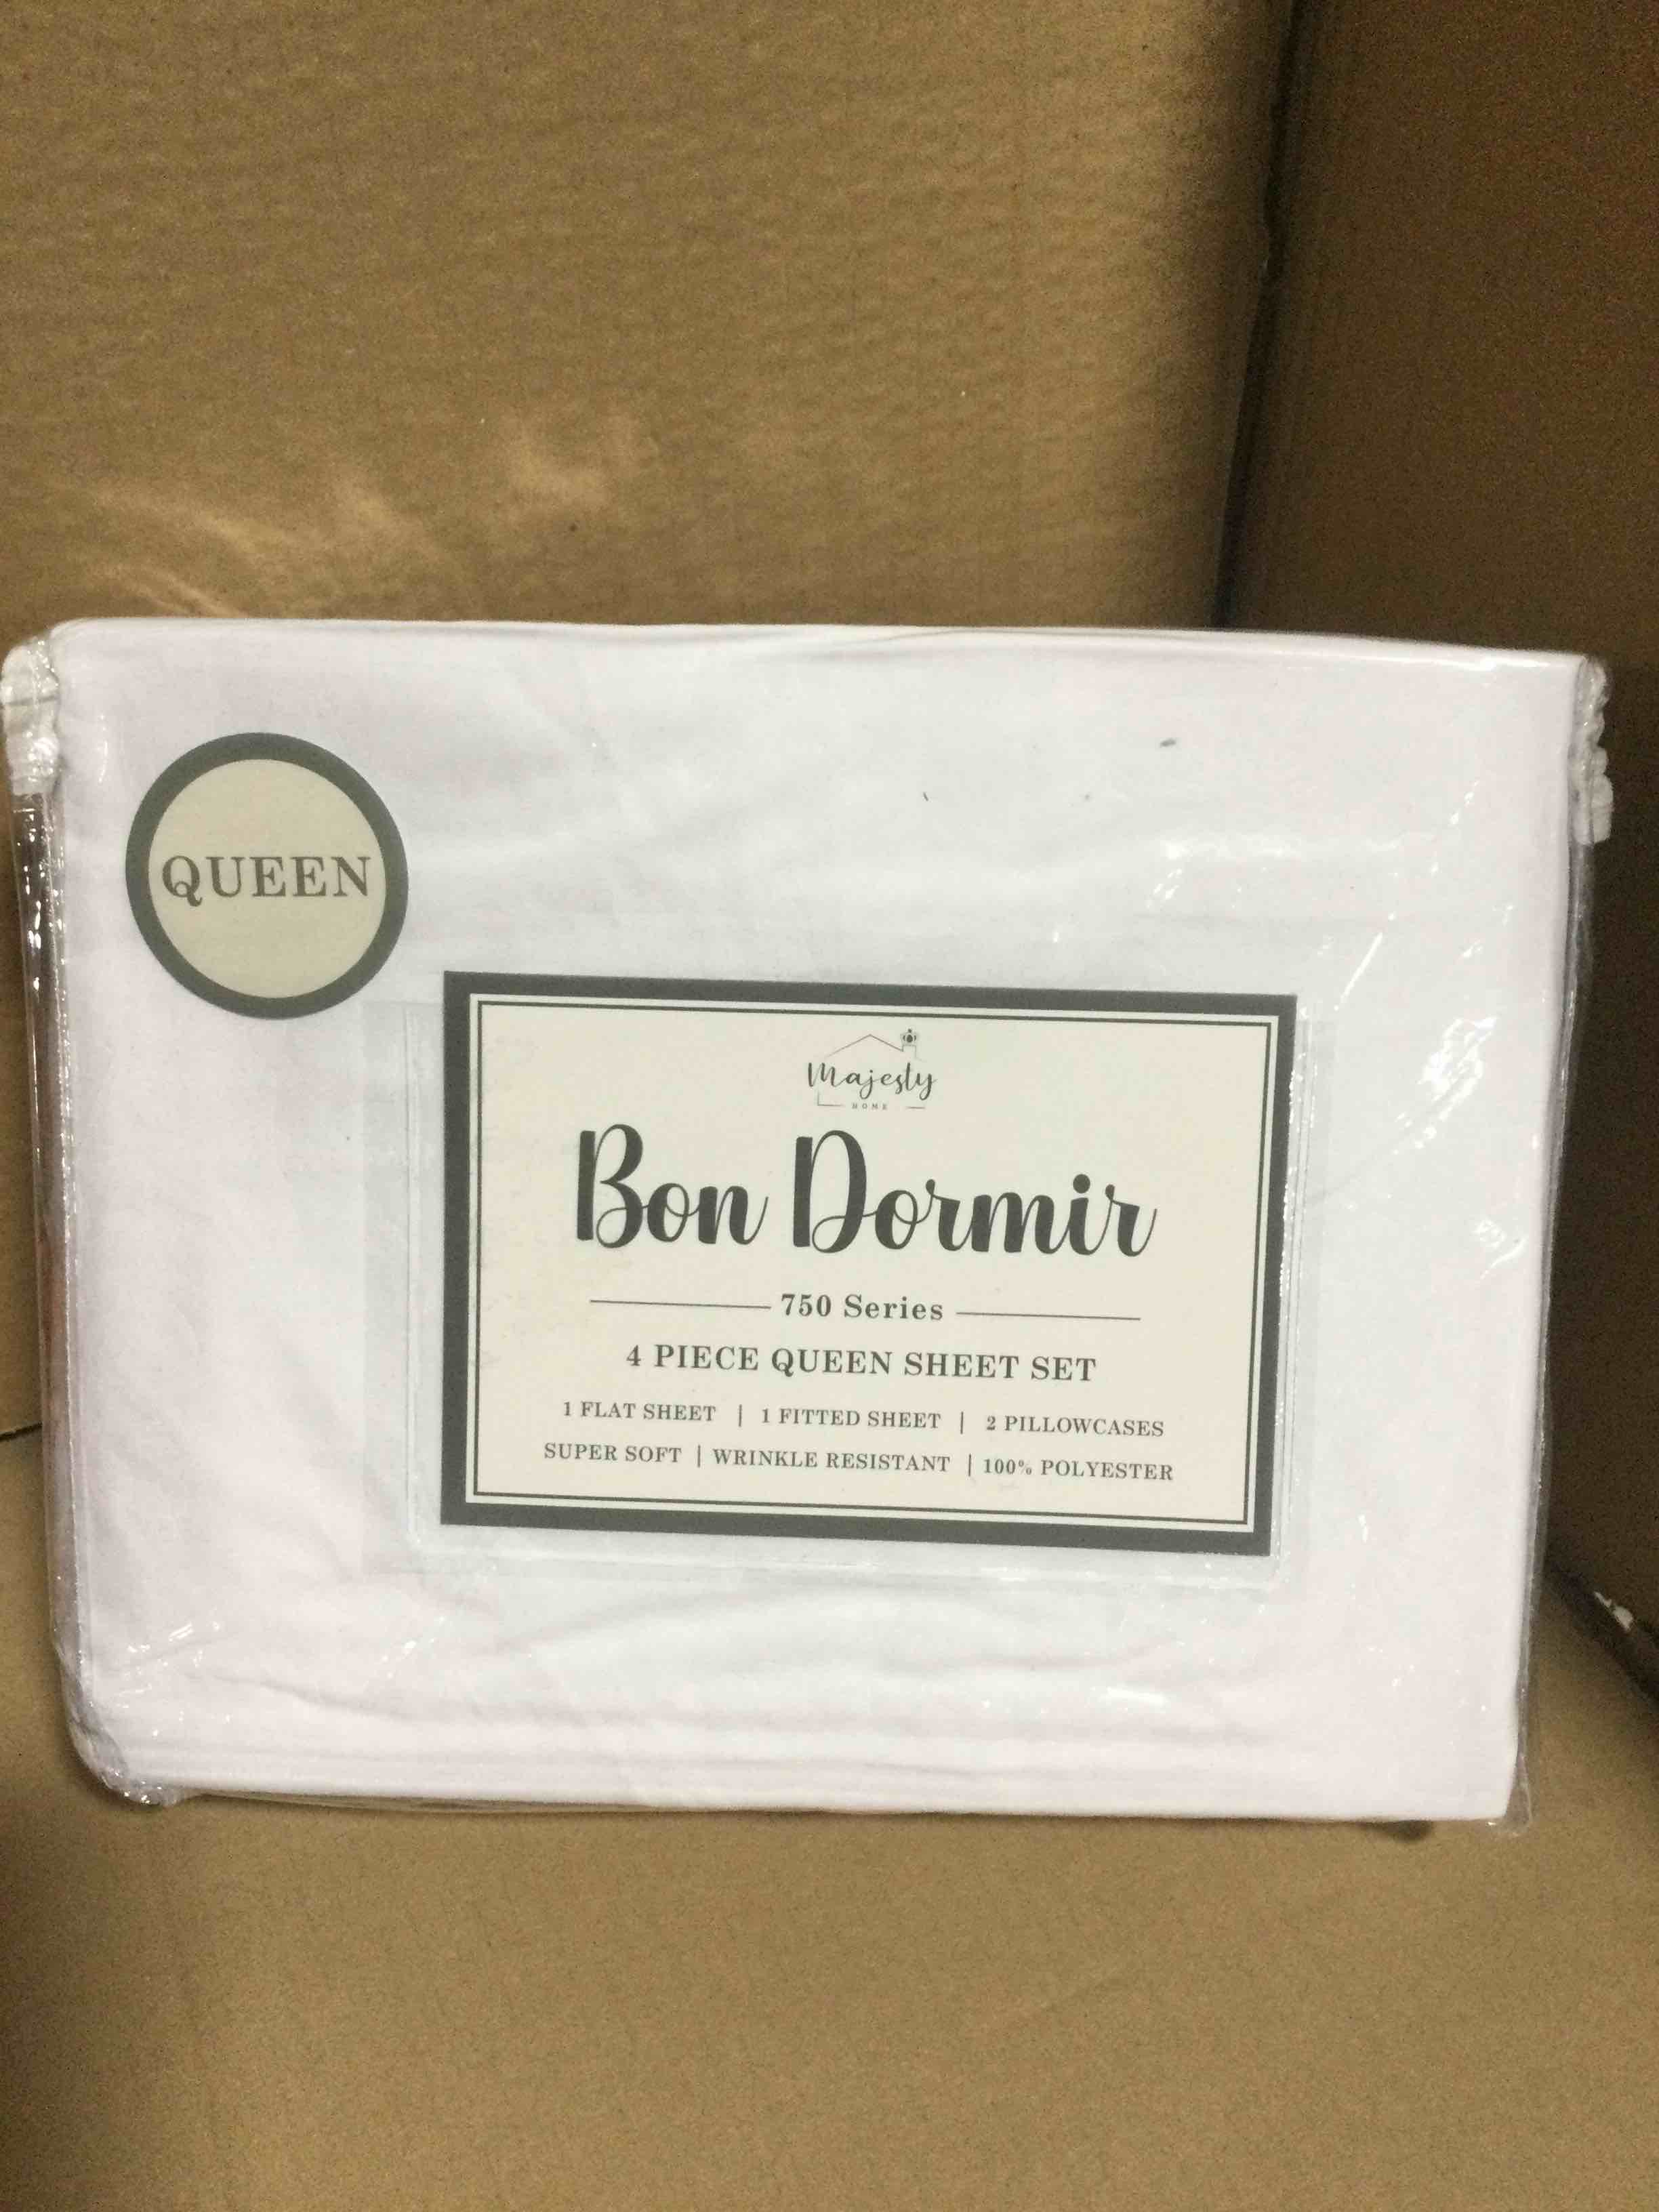 QUEEN
Majesty
HOME
Bon Dormir
750 Series
4 PIECE QUEEN SHEET SET
1 FLAT SHEET | 1 FITTED SHEET | 2 PILLOWCASES
SUPER SOFT | WRINKLE RESISTANT | 100% POLYESTER